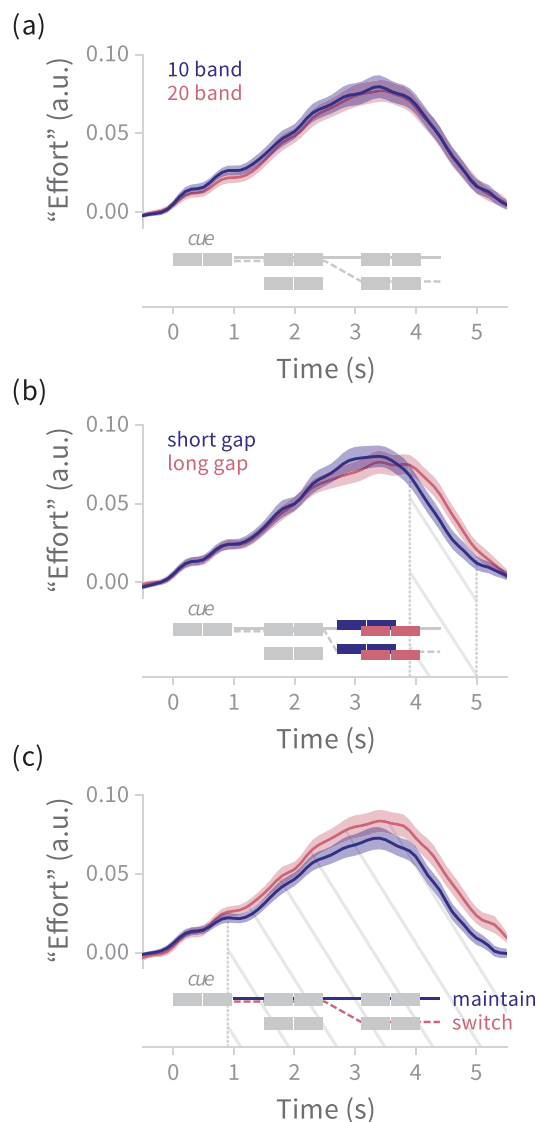 (a)
0.10
0.05
0.00
“Effort” (a.u.)
10 band
20 band
cue
0 1 2 3 4 5
Time (s)
(b)
0.10
0.05
0.00
“Effort” (a.u.)
short gap
long gap
cue
0 1 2 3 4 5
Time (s)
(c)
0.10
0.05
0.00
“Effort” (a.u.)
cue
maintain
switch
0 1 2 3 4 5
Time (s)